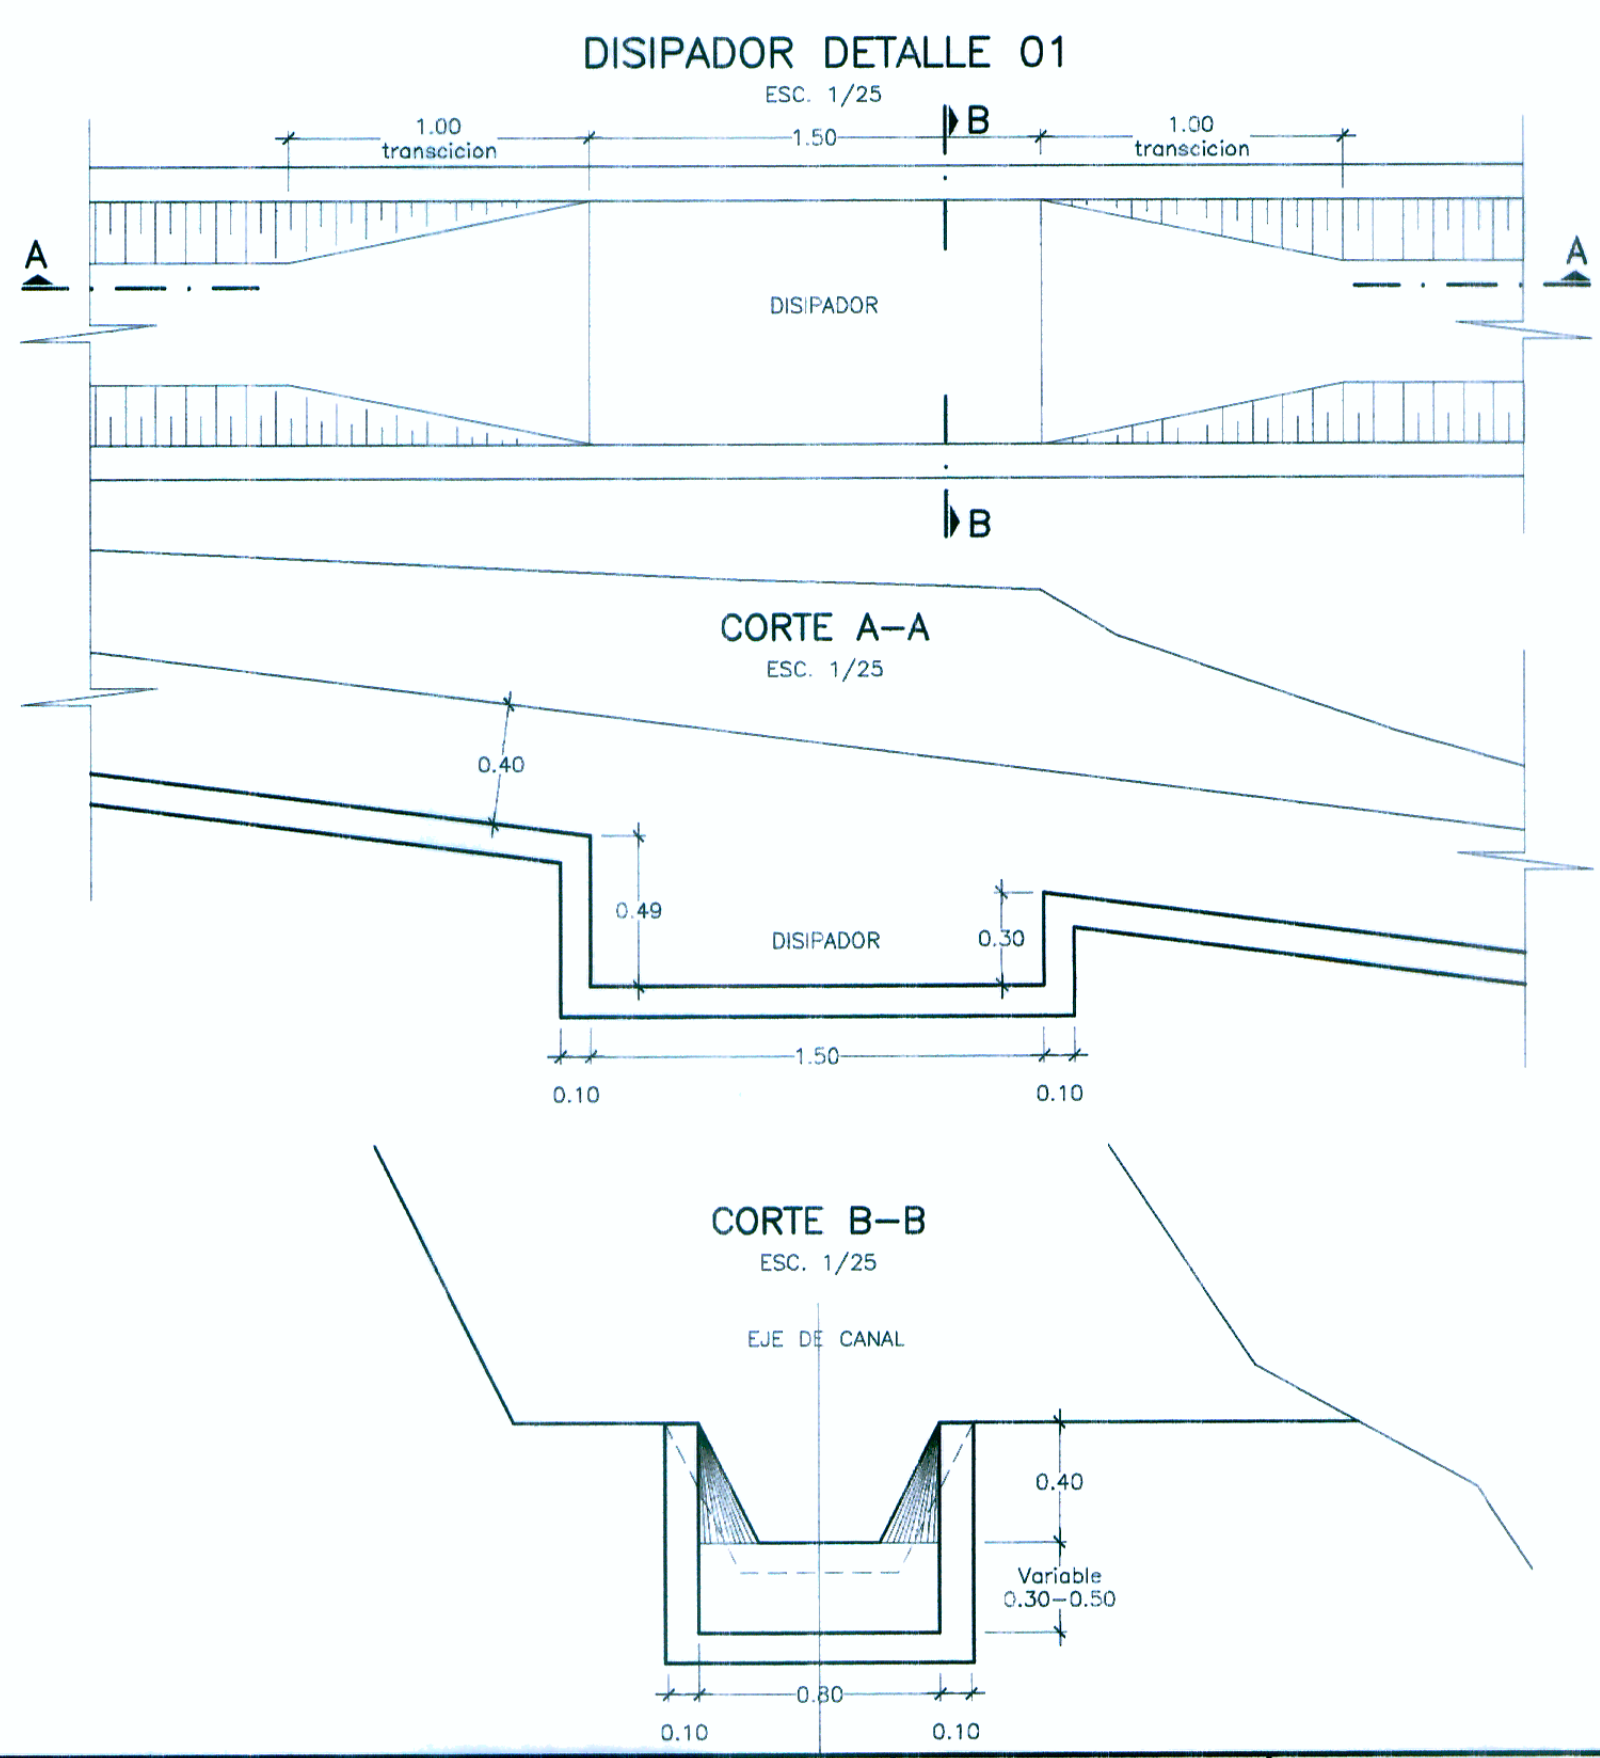 DISIPADOR DETALLE 01
ESC. 1/25
B
1.00
transcicion
1.50
1.00
transcicion
A
A
DISIPADOR
B
CORTE A-A
ESC. 1/25
0.40
0.49
DISIPADOR
0.30
1.50
0.10
0.10
CORTE B-B
ESC. 1/25
EJE DE CANAL
0.40
Variable
0.30-0.50
0.80
0.10
0.10